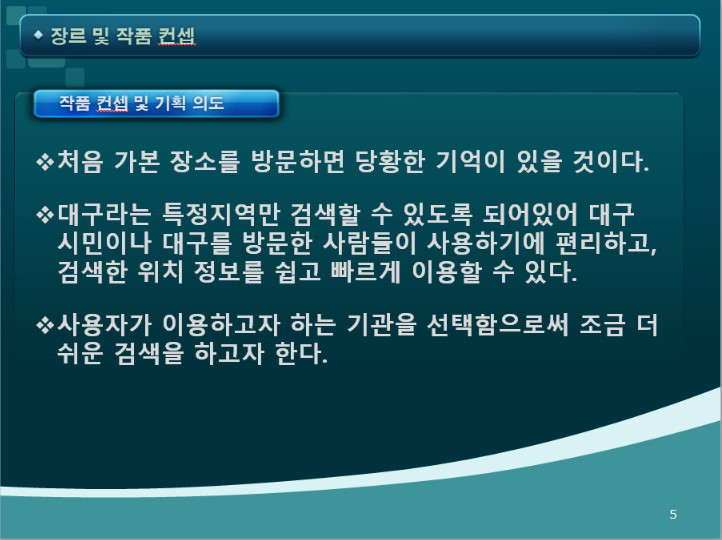 장르 및 작품 컨셉
작품 컨셉 및 기획 의도
❖처음 가본 장소를 방문하면 당황한 기억이 있을 것이다.
❖대구라는 특정지역만 검색할 수 있도록 되어있어 대구
시민이나 대구를 방문한 사람들이 사용하기에 편리하고,
검색한 위치 정보를 쉽고 빠르게 이용할 수 있다.
❖사용자가 이용하고자 하는 기관을 선택함으로써 조금 더
쉬운 검색을 하고자 한다.
5